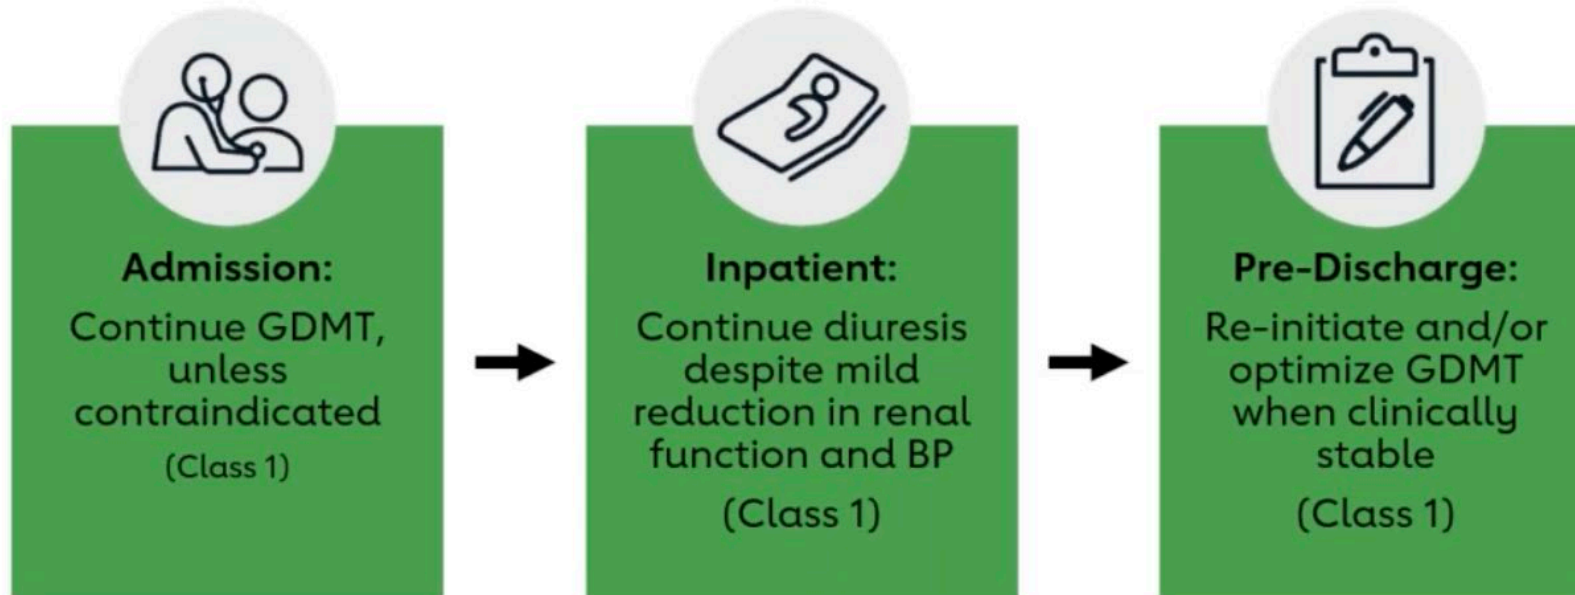 Admission:
Continue GDMT,
unless
contraindicated
(Class 1)
Inpatient:
Continue diuresis
despite mild
reduction in renal
function and BP
(Class 1)
Pre-Discharge:
Re-initiate and/or
optimize GDMT
when clinically
stable
(Class 1)